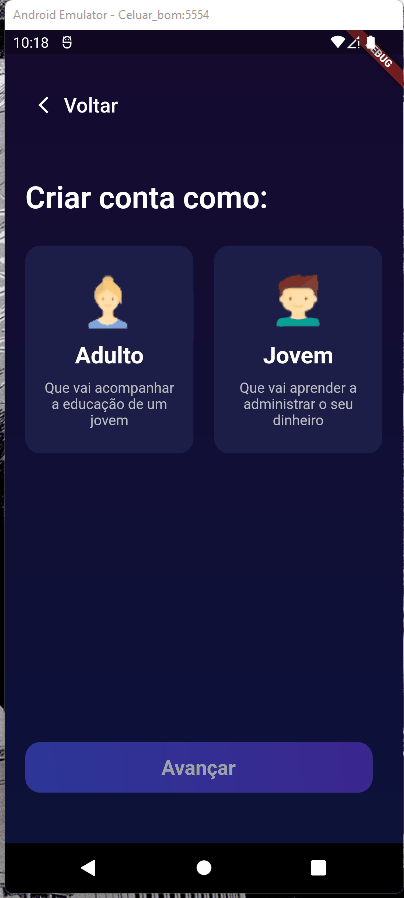 Android Emulator - Celuar_bom:5554
10:18
DEBUG
Voltar
Criar conta como:
Adulto
Que vai acompanhar
a educação de um
jovem
Jovem
Que vai aprender a
administrar o seu
dinheiro
Avançar